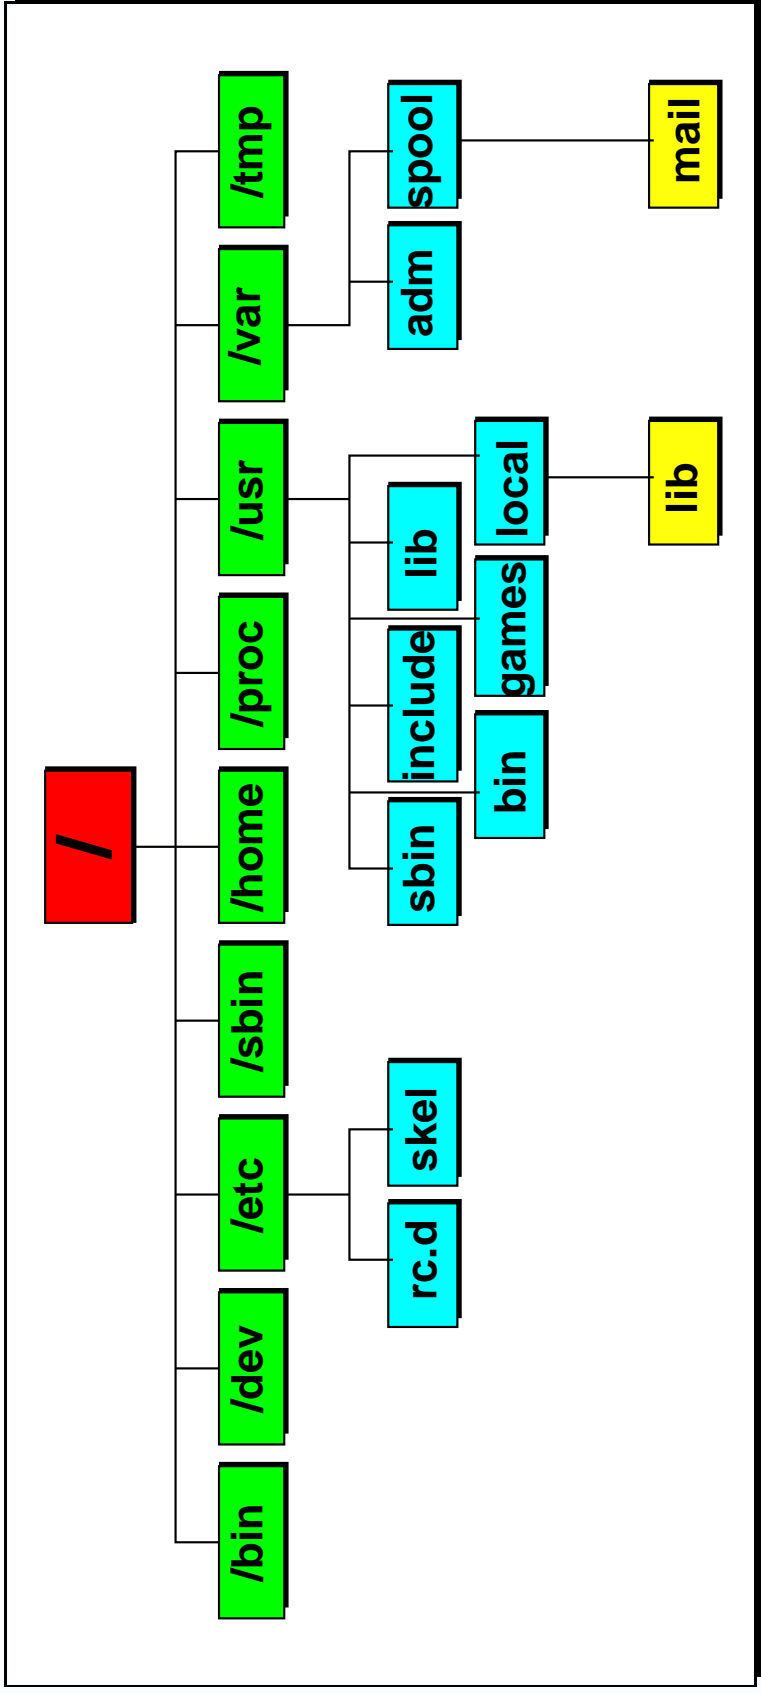 /
/bin
/dev
/etc
/sbin
/home
/proc
/usr
/var
/tmp
rc.d
skel
sbin
include
lib
adm
spool
bin
games
local
lib
mail